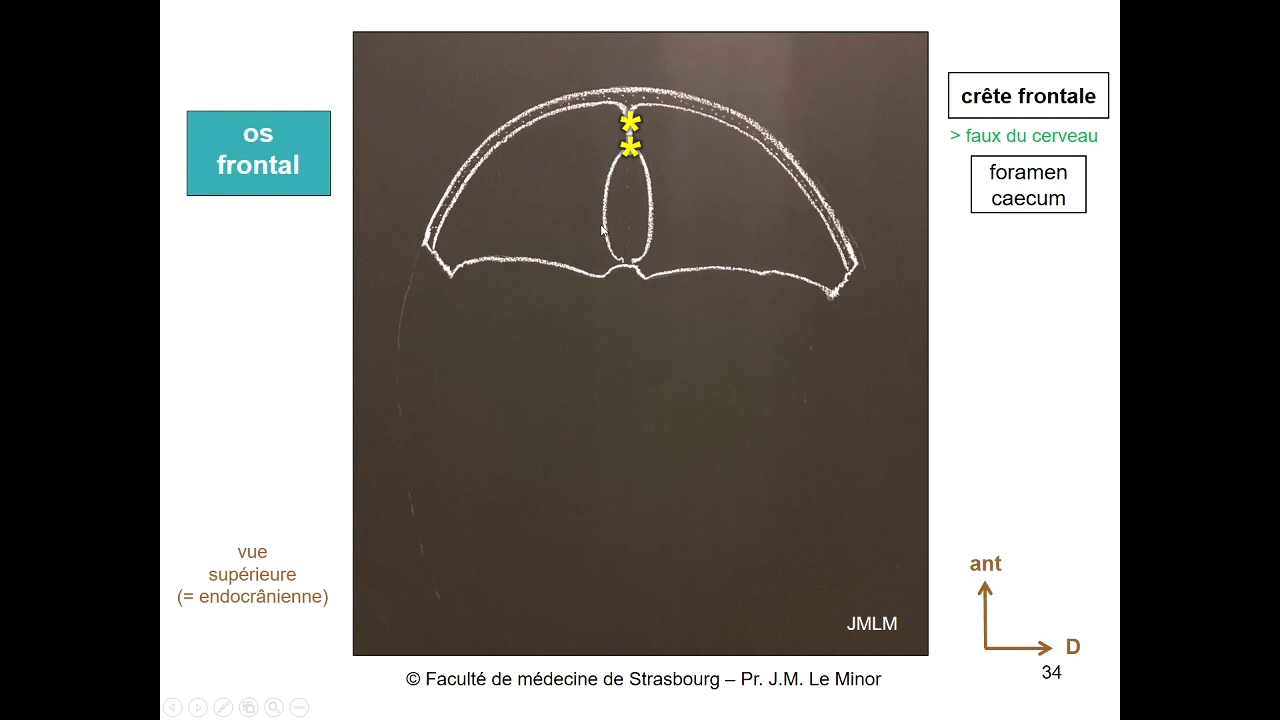 os
frontal
crête frontale
> faux du cerveau
foramen
caecum
vue
supérieure
(= endocrânienne)
ant
D
JMLM
34
© Faculté de médecine de Strasbourg – Pr. J.M. Le Minor